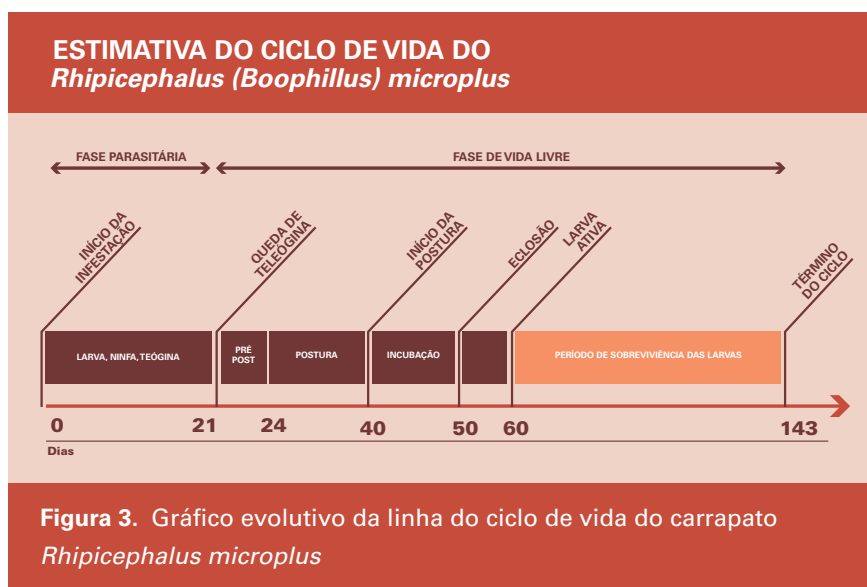 ESTIMATIVA DO CICLO DE VIDA DO
Rhipicephalus (Boophillus) microplus
FASE PARASITÁRIA
FASE DE VIDA LIVRE
INÍCIO DA
INFESTAÇÃO
QUEDA DE
TELEÓGINA
INÍCIO DA
POSTURA
ECLOSÃO
LARVA
ATIVA
TÉRMINO
DO CICLO
LARVA, NINFA, TEÓGINA
PRÉ
POST
POSTURA
INCUBAÇÃO
PERÍODO DE SOBREVIVIÊNCIA DAS LARVAS
0 21 24 40 50 60 143
Dias
Figura 3. Gráfico evolutivo da linha do ciclo de vida do carrapato
Rhipicephalus microplus